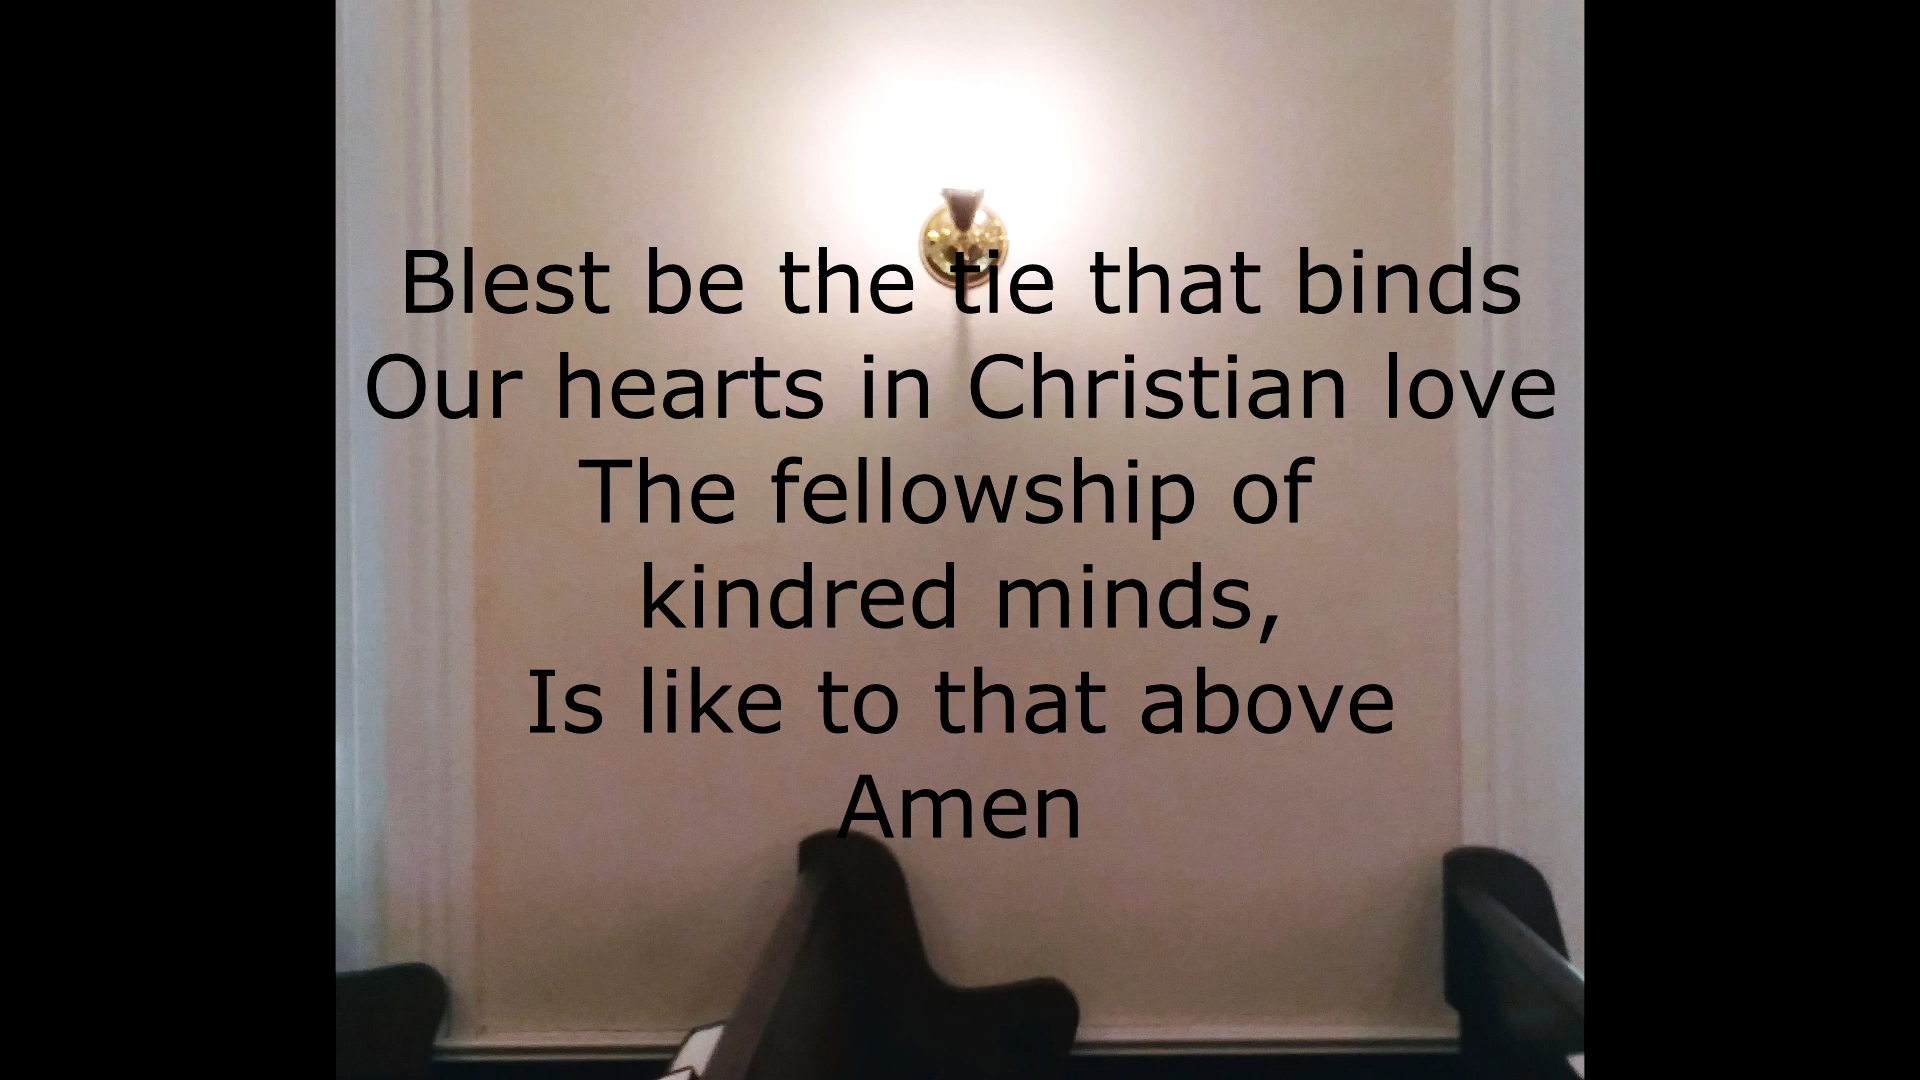 Blest be the tie that binds
Our hearts in Christian love
The fellowship of
kindred minds,
Is like to that above
Amen